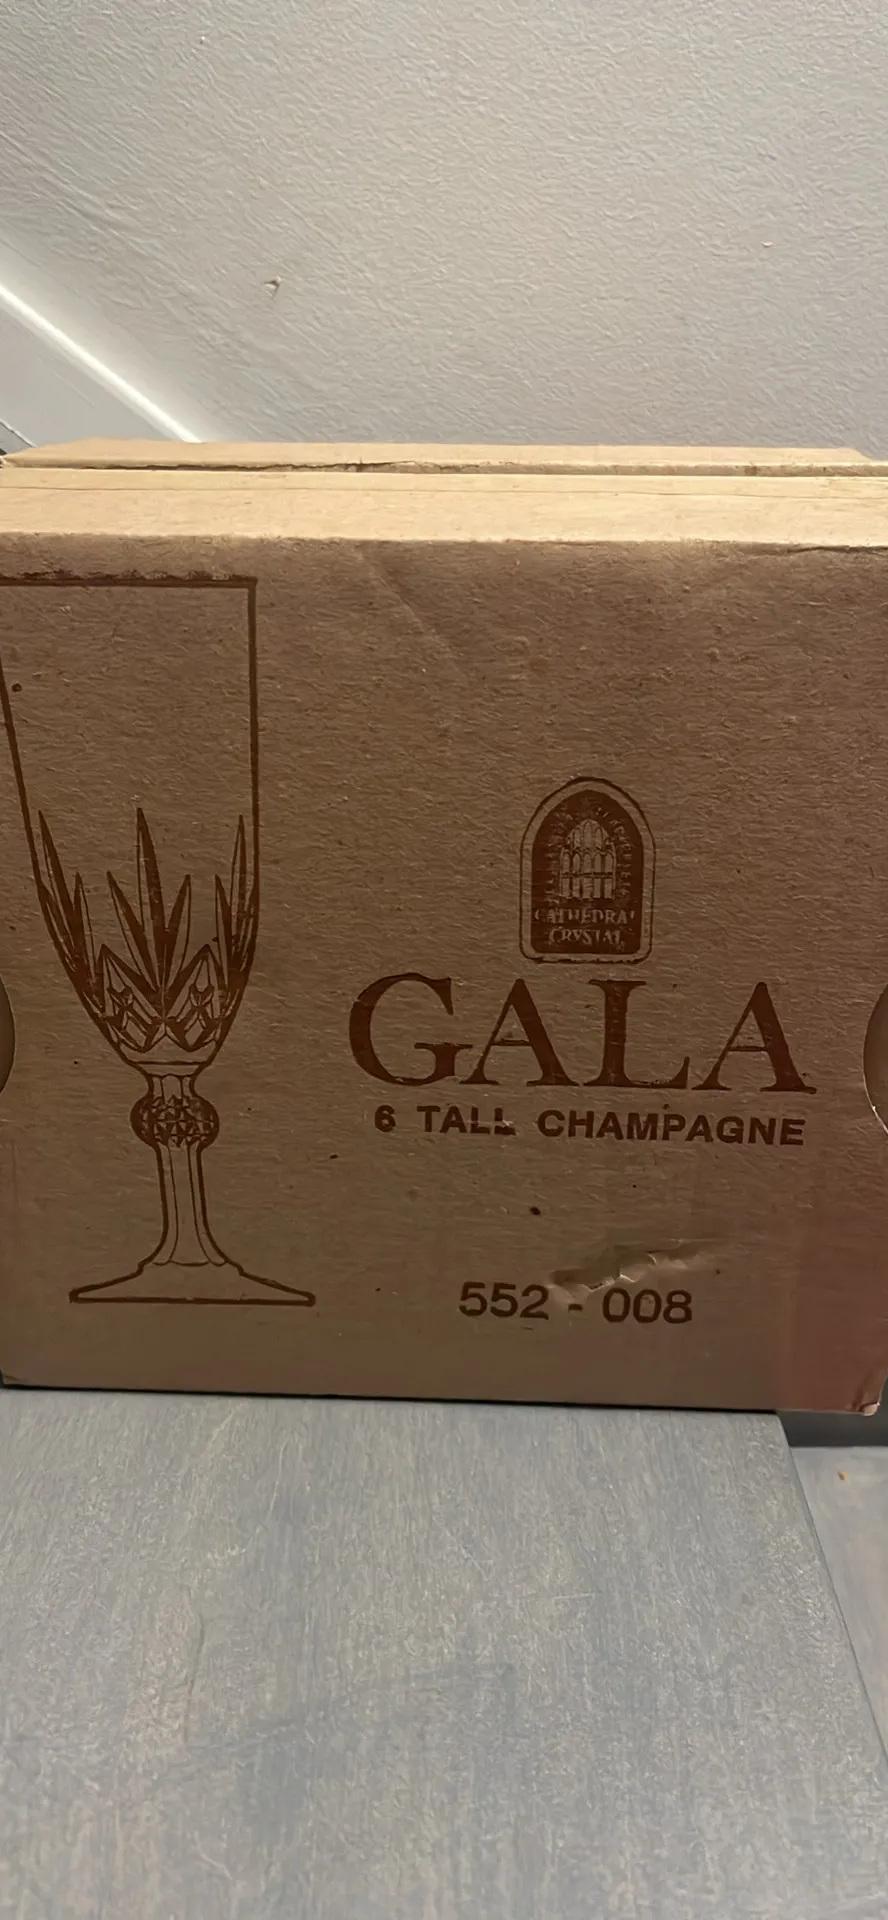 CATHEDRAL
CRYSTAL
GALA
6 TALL CHAMPAGNE
552 - 008